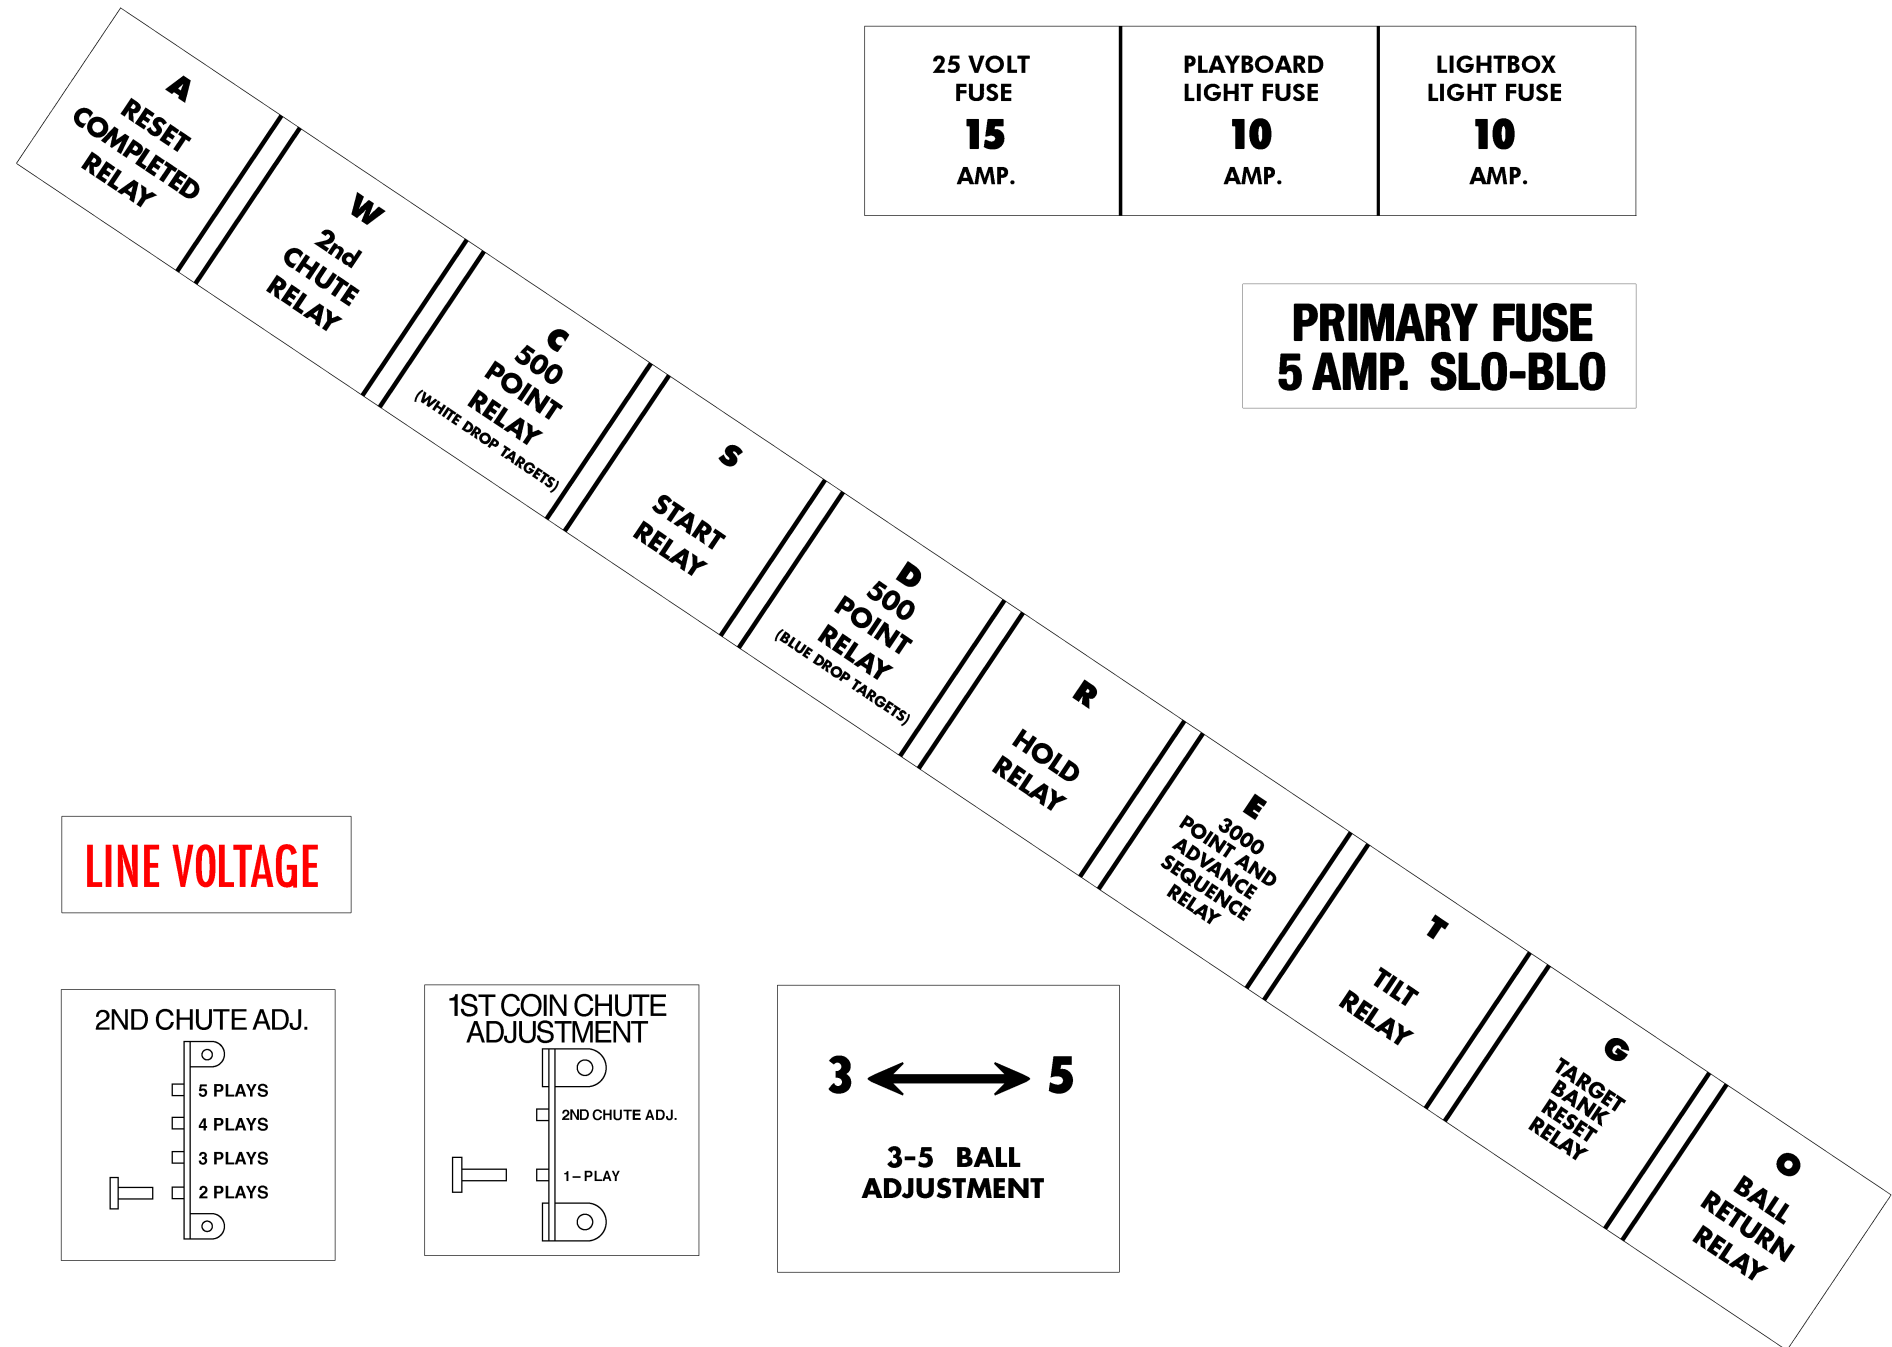 A
RESET
COMPLETED
RELAY
W
2nd
CHUTE
RELAY
C
500
POINT
RELAY
(WHITE DROP TARGETS)
S
START
RELAY
D
500
POINT
RELAY
(BLUE DROP TARGETS)
R
HOLD
RELAY
E
3000
POINT AND
ADVANCE
SEQUENCE
RELAY
T
TILT
RELAY
G
TARGET
BANK
RESET
RELAY
O
BALL
RETURN
RELAY
25 VOLT
FUSE
15
AMP.
PLAYBOARD
LIGHT FUSE
10
AMP.
LIGHTBOX
LIGHT FUSE
10
AMP.
PRIMARY FUSE
5 AMP. SLO-BLO
LINE VOLTAGE
2ND CHUTE ADJ.
5 PLAYS
4 PLAYS
3 PLAYS
2 PLAYS
1ST COIN CHUTE
ADJUSTMENT
2ND CHUTE ADJ.
1-PLAY
3 5
3-5 BALL
ADJUSTMENT